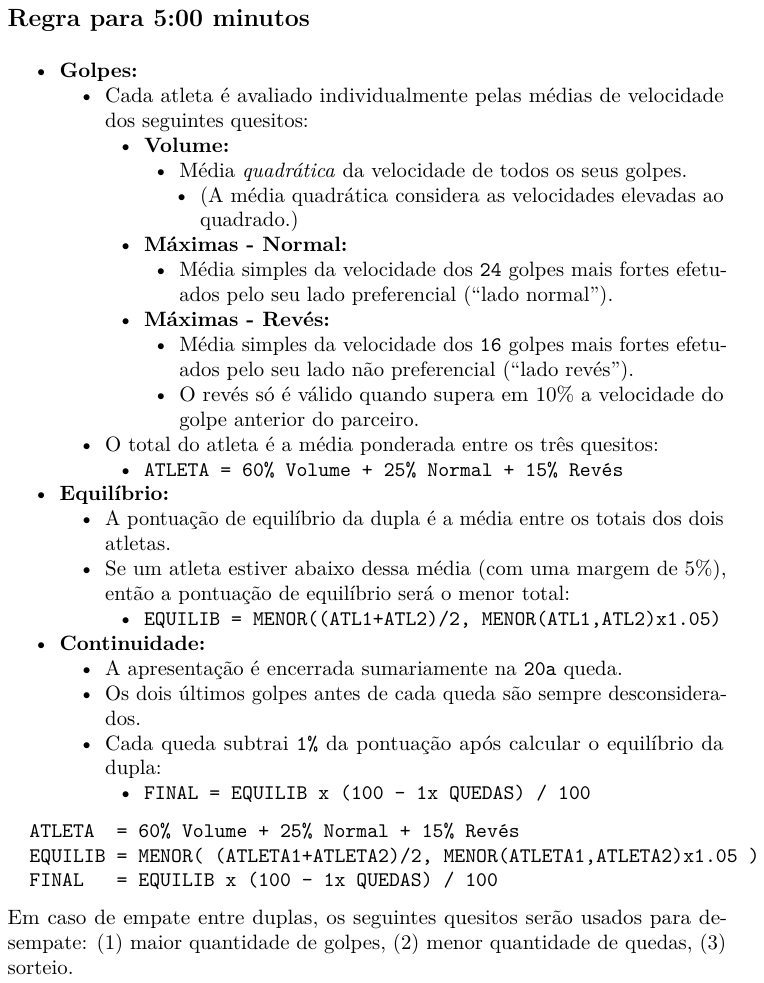 Regra para 5:00 minutos
• Golpes:
• Cada atleta é avaliado individualmente pelas médias de velocidade
dos seguintes quesitos:
• Volume:
• Média quadrática da velocidade de todos os seus golpes.
• (A média quadrática considera as velocidades elevadas ao
quadrado.)
• Máximas - Normal:
• Média simples da velocidade dos 24 golpes mais fortes efetu-
ados pelo seu lado preferencial (“lado normal”).
• Máximas - Revés:
• Média simples da velocidade dos 16 golpes mais fortes efetu-
ados pelo seu lado não preferencial (“lado revés”).
• O revés só é válido quando supera em 10% a velocidade do
golpe anterior do parceiro.
• O total do atleta é a média ponderada entre os três quesitos:
• ATLETA = 60% Volume + 25% Normal + 15% Revés
• Equilíbrio:
• A pontuação de equilíbrio da dupla é a média entre os totais dos dois
atletas.
• Se um atleta estiver abaixo dessa média (com uma margem de 5%),
então a pontuação de equilíbrio será o menor total:
• EQUILIB = MENOR((ATL1+ATL2)/2, MENOR(ATL1,ATL2)x1.05)
• Continuidade:
• A apresentação é encerrada sumariamente na 20a queda.
• Os dois últimos golpes antes de cada queda são sempre desconsidera-
dos.
• Cada queda subtrai 1% da pontuação após calcular o equilíbrio da
dupla:
• FINAL = EQUILIB x (100 - 1x QUEDAS) / 100
ATLETA  = 60% Volume + 25% Normal + 15% Revés
EQUILIB = MENOR( (ATLETA1+ATLETA2)/2, MENOR(ATLETA1,ATLETA2)x1.05 )
FINAL   = EQUILIB x (100 - 1x QUEDAS) / 100
Em caso de empate entre duplas, os seguintes quesitos serão usados para de-
sempate: (1) maior quantidade de golpes, (2) menor quantidade de quedas, (3)
sorteio.